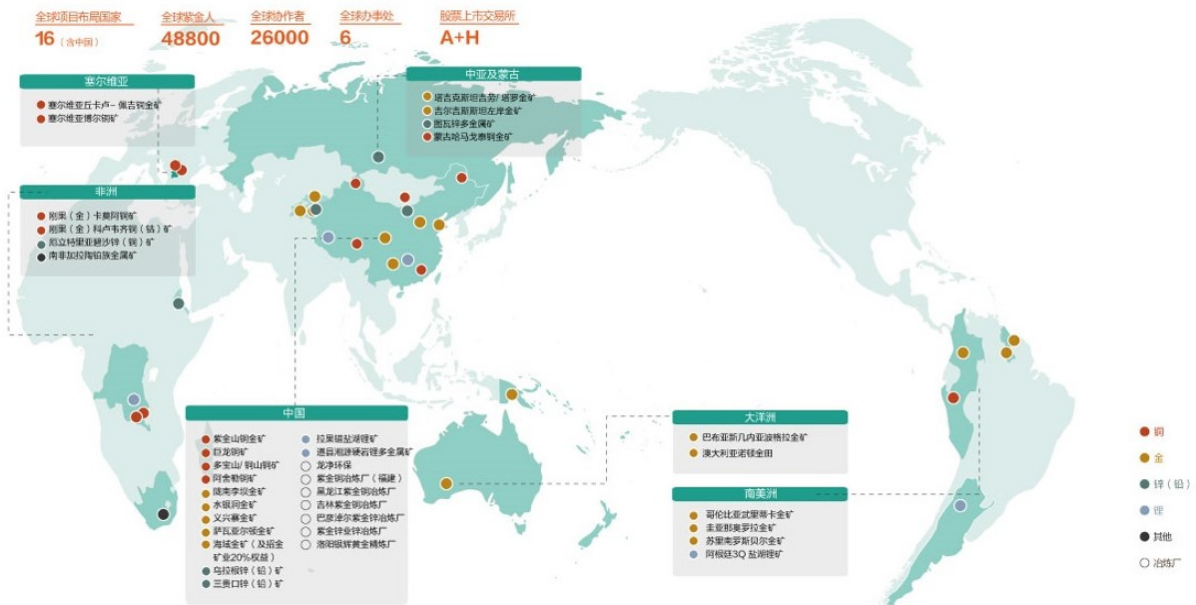 全球项目布局国家
16（含中国）
全球紫金人
48800
全球协作者
26000
全球办事处
6
股票上市交易所
A+H
塞尔维亚
塞尔维亚丘卡卢－佩吉铜金矿
塞尔维亚博尔铜矿
中亚及蒙古
塔吉克斯坦吉劳/塔罗金矿
吉尔吉斯斯坦左岸金矿
图瓦锌多金属矿
蒙古哈马戈泰铜金矿
非洲
刚果（金）卡莫阿铜矿
刚果（金）科卢韦齐铜（钴）矿
厄立特里亚碧沙锌（铜）矿
南非加拉陶铂族金属矿
中国
紫金山铜金矿
巨龙铜矿
多宝山/铜山铜矿
阿舍勒铜矿
陇南李坝金矿
水银洞金矿
义兴寨金矿
萨瓦亚尔顿金矿
海域金矿（及招金
矿业20%权益）
乌拉根锌（铅）矿
三贵口锌（铅）矿
拉果错盐湖锂矿
道县湘源硬岩锂多金属矿
龙净环保
紫金铜冶炼厂（福建）
黑龙江紫金铜冶炼厂
吉林紫金铜冶炼厂
巴彦淖尔紫金锌冶炼厂
紫金锌业锌冶炼厂
洛阳银辉黄金精炼厂
大洋洲
巴布亚新几内亚波格拉金矿
澳大利亚诺顿金田
南美洲
哥伦比亚武里蒂卡金矿
圭亚那奥罗拉金矿
苏里南罗斯贝尔金矿
阿根廷3Q盐湖锂矿
铜
金
锌（铅）
锂
其他
冶炼厂